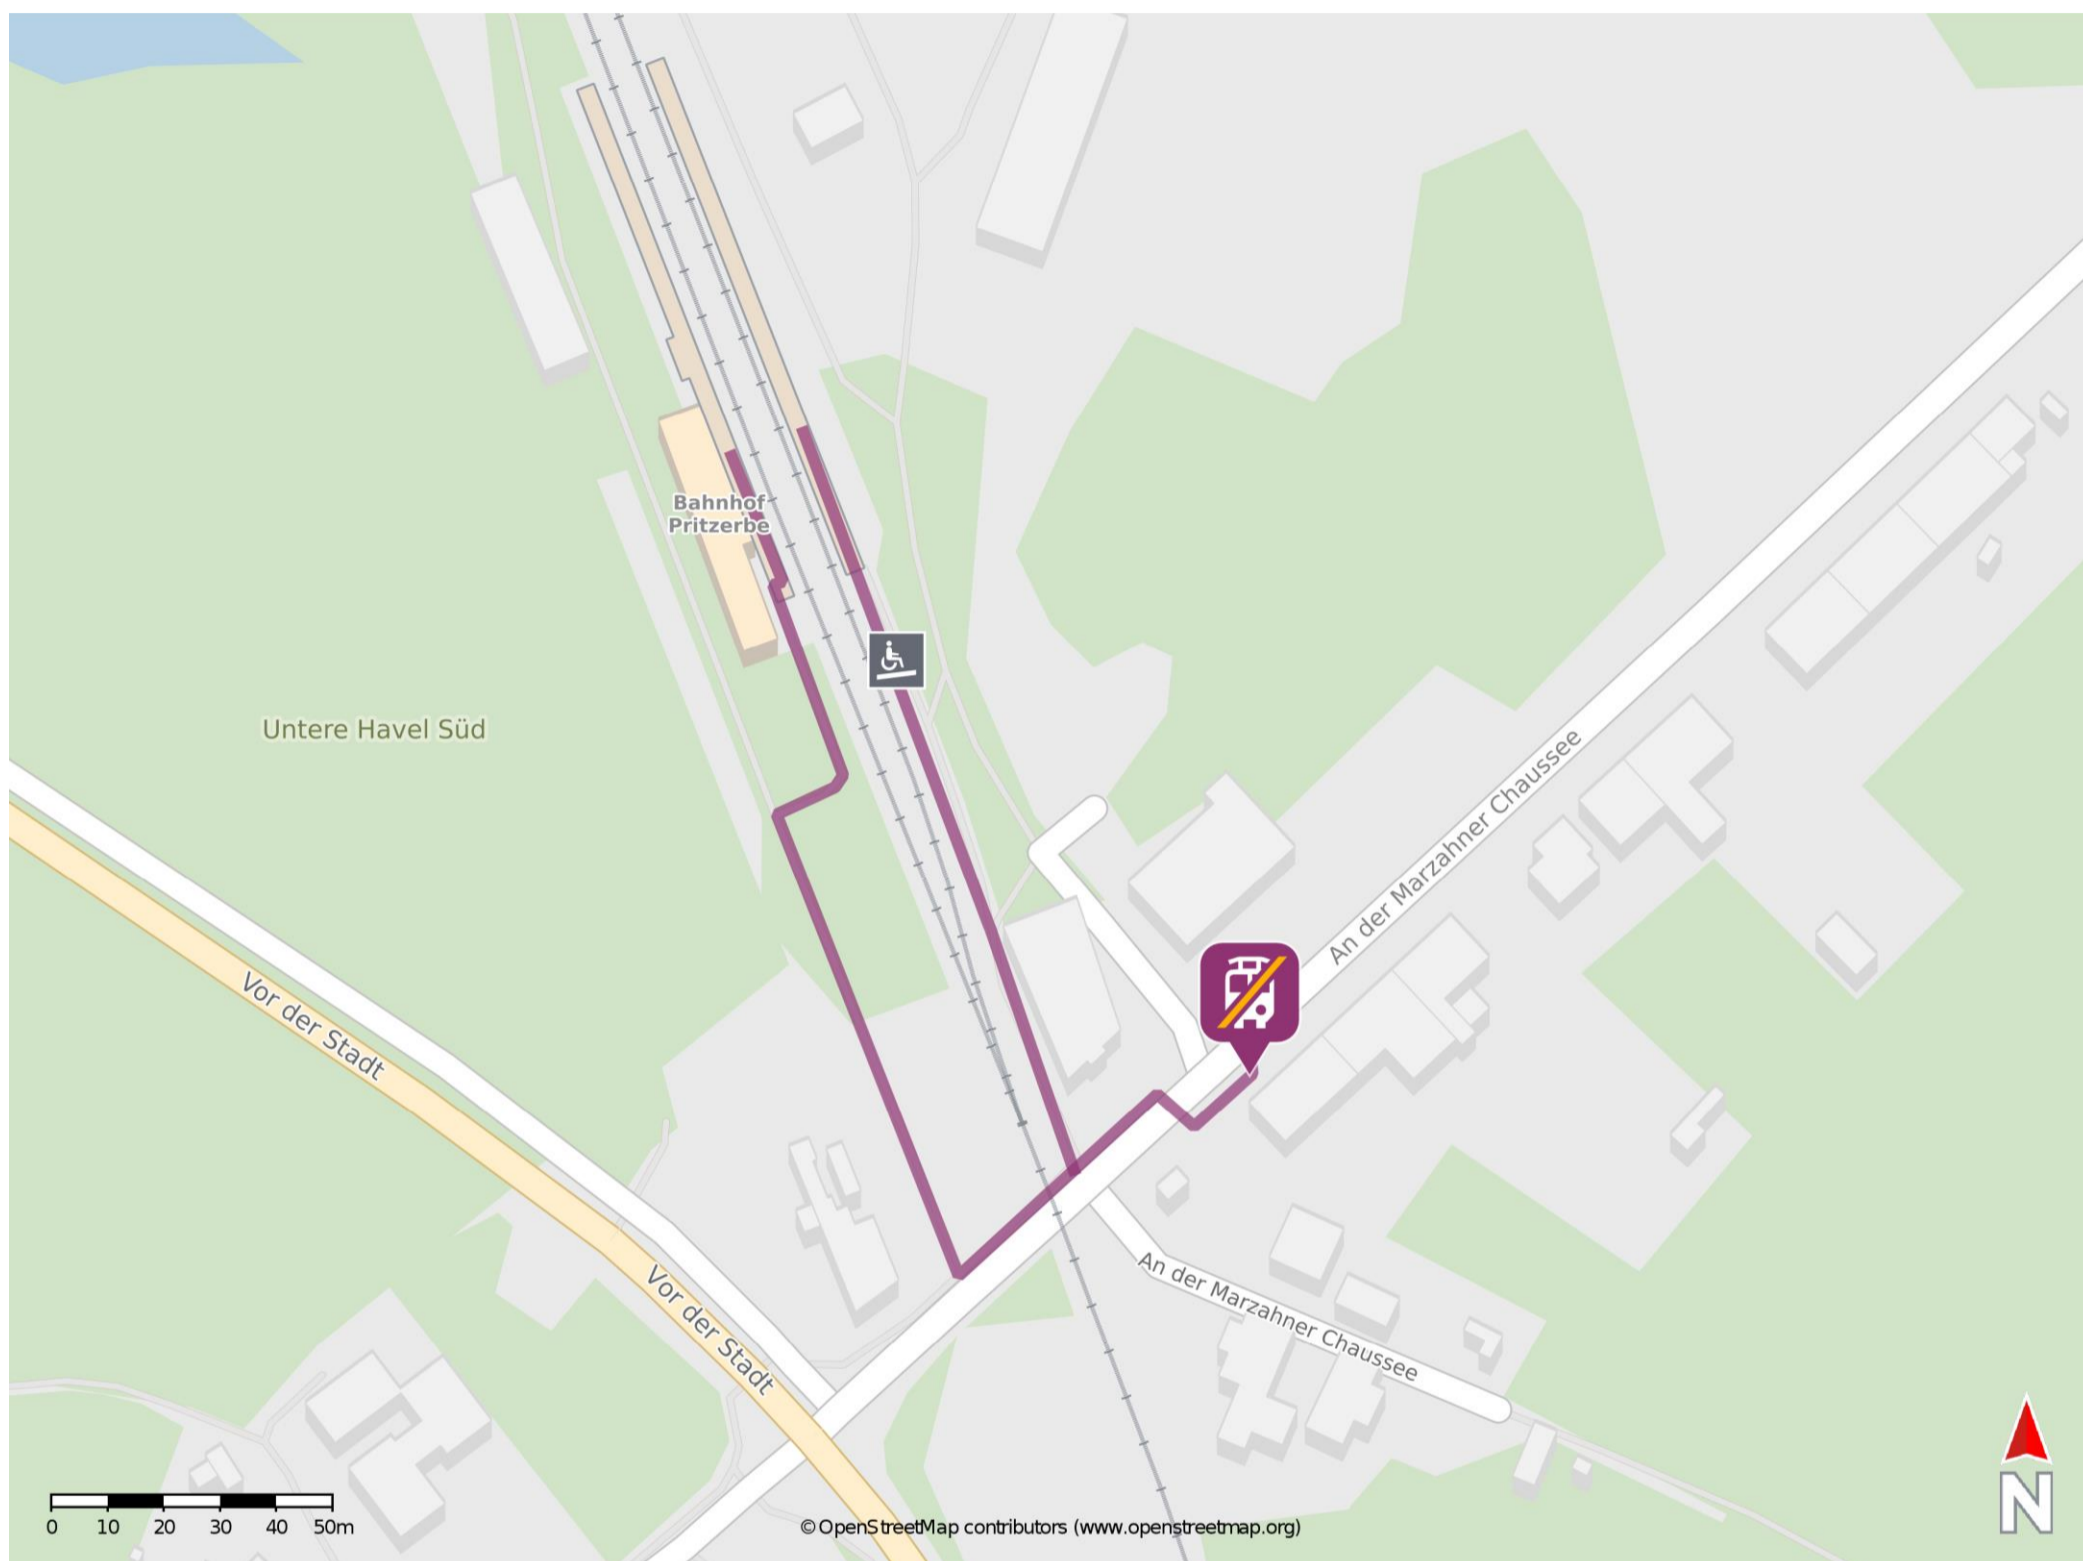 Bahnhof
Pritzerbe
Untere Havel Süd
An der Marzahner Chaussee
Vor der Stadt
An der Marzahner Chaussee
Vor der Stadt
0 10 20 30 40 50m
© OpenStreetMap contributors (www.openstreetmap.org)
N